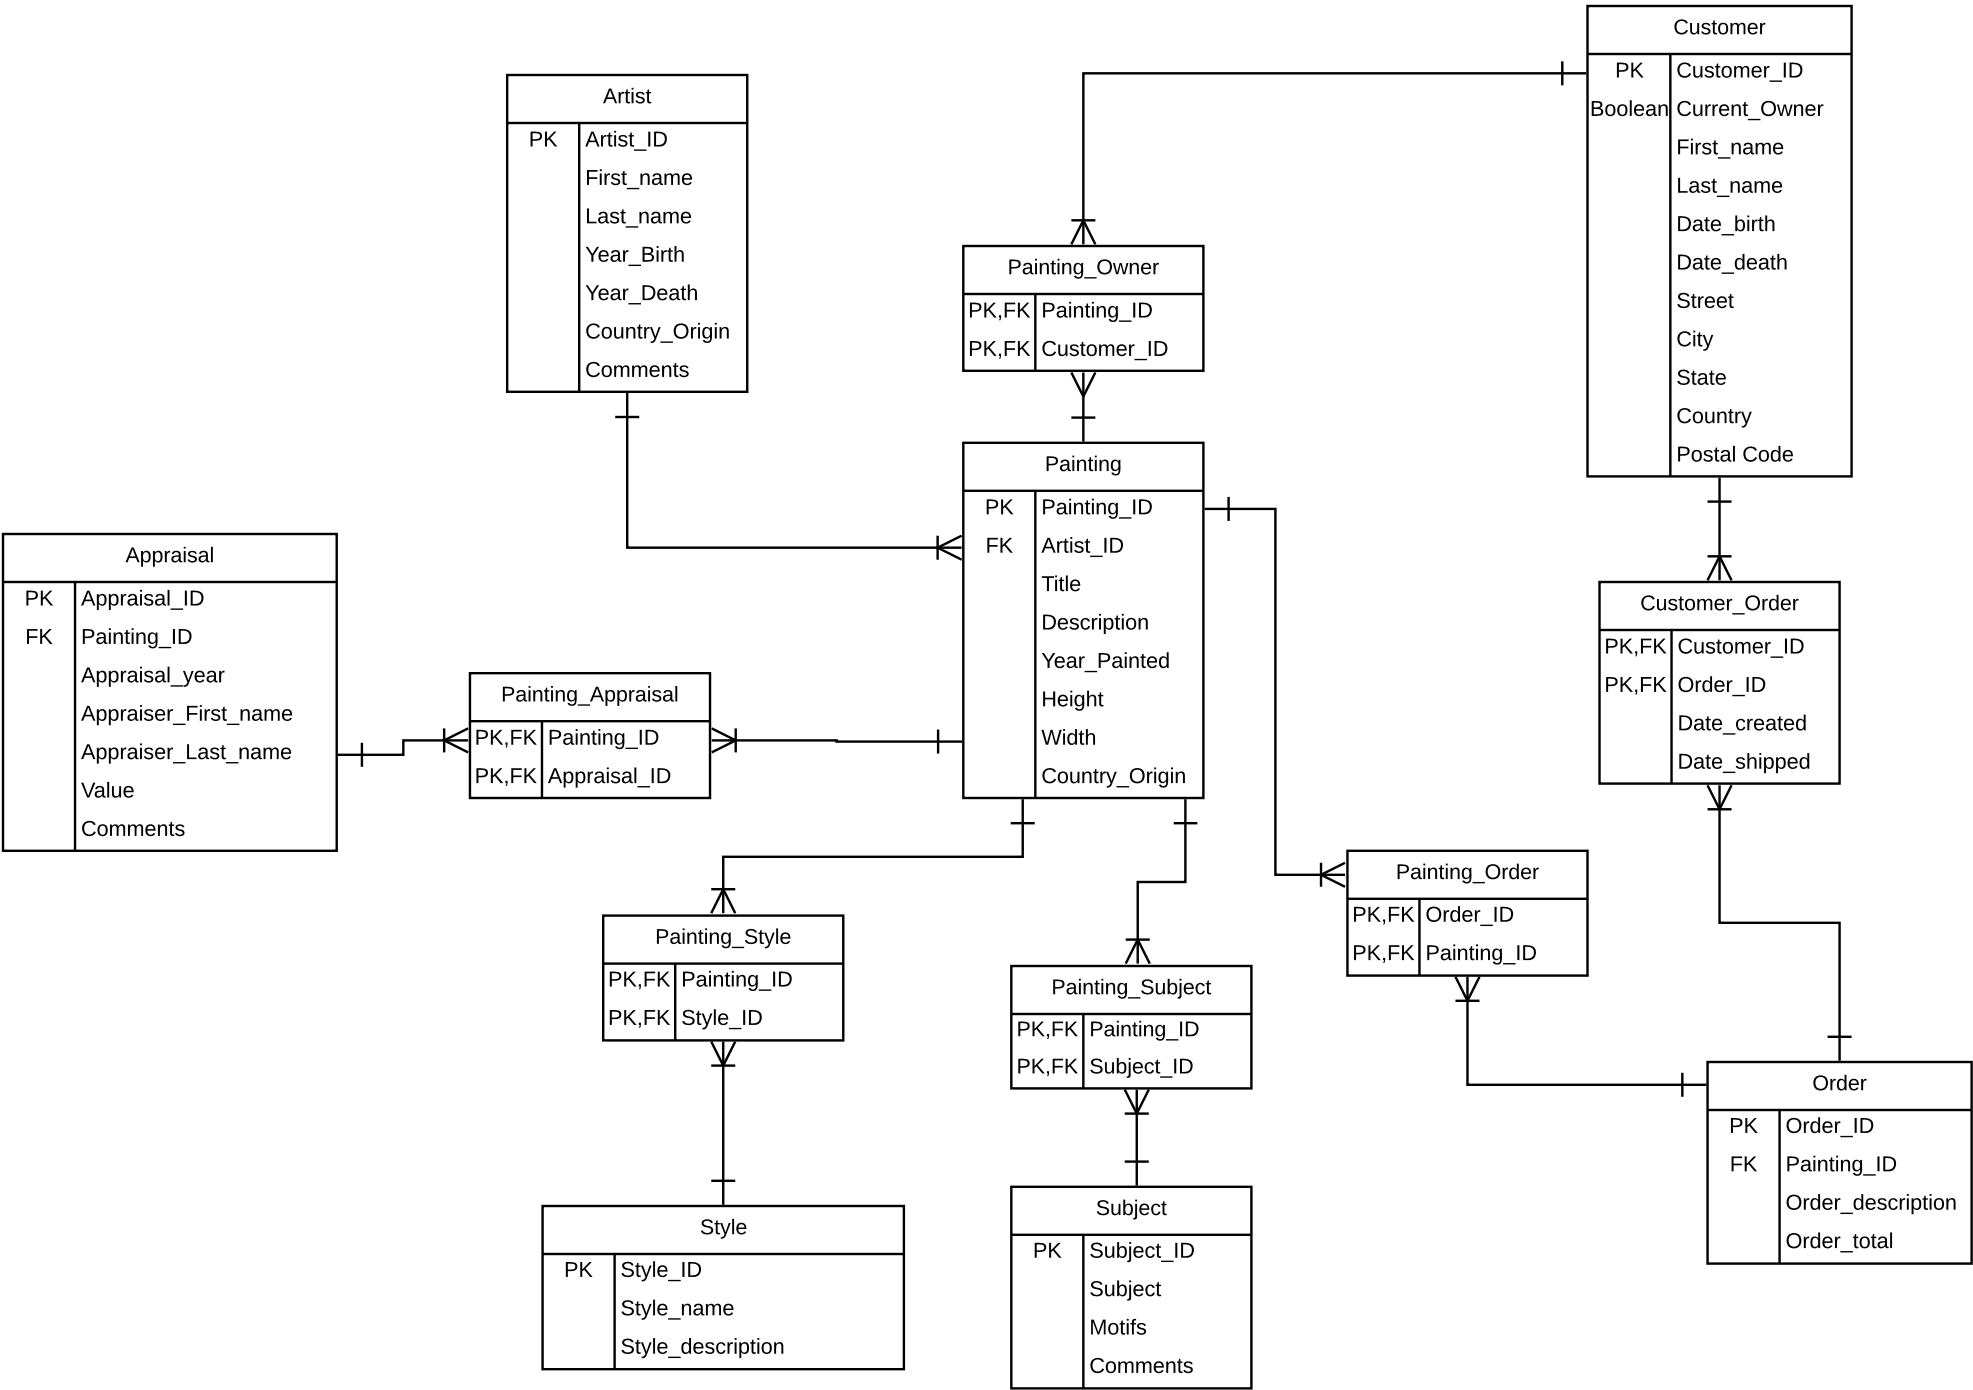 Customer
PK Customer_ID
Boolean Current_Owner
First_name
Last_name
Date_birth
Date_death
Street
City
State
Country
Postal Code
Artist
PK Artist_ID
First_name
Last_name
Year_Birth
Year_Death
Country_Origin
Comments
Painting_Owner
PK,FK Painting_ID
PK,FK Customer_ID
Painting
PK Painting_ID
FK Artist_ID
Title
Description
Year_Painted
Height
Width
Country_Origin
Appraisal
PK Appraisal_ID
FK Painting_ID
Appraisal_year
Appraiser_First_name
Appraiser_Last_name
Value
Comments
Painting_Appraisal
PK,FK Painting_ID
PK,FK Appraisal_ID
Customer_Order
PK,FK Customer_ID
PK,FK Order_ID
Date_created
Date_shipped
Painting_Order
PK,FK Order_ID
PK,FK Painting_ID
Painting_Style
PK,FK Painting_ID
PK,FK Style_ID
Painting_Subject
PK,FK Painting_ID
PK,FK Subject_ID
Order
PK Order_ID
FK Painting_ID
Order_description
Order_total
Style
PK Style_ID
Style_name
Style_description
Subject
PK Subject_ID
Subject
Motifs
Comments